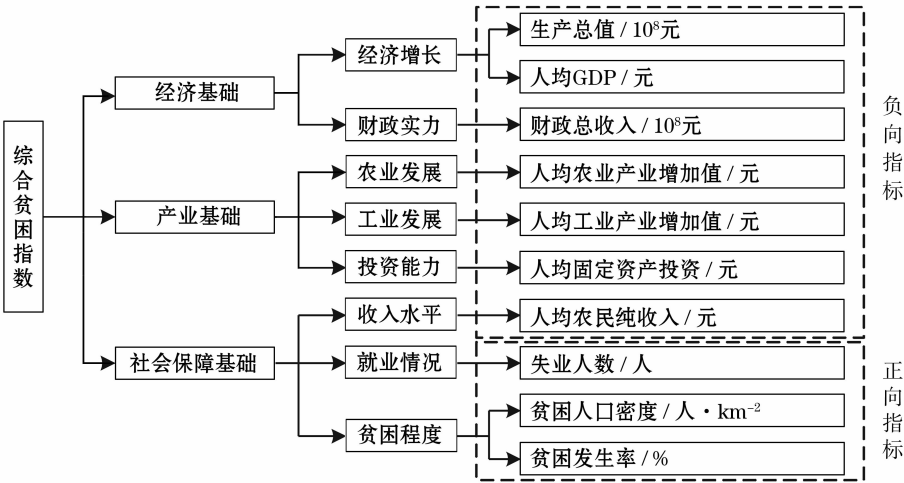 综合贫困指数
经济基础
产业基础
社会保障基础
经济增长
财政实力
农业发展
工业发展
投资能力
收入水平
就业情况
贫困程度
生产总值 / 10⁸元
人均GDP / 元
财政总收入 / 10⁸元
人均农业产业增加值 / 元
人均工业产业增加值 / 元
人均固定资产投资 / 元
人均农民纯收入 / 元
失业人数 / 人
贫困人口密度 / 人·km⁻²
贫困发生率 / %
负向指标
正向指标